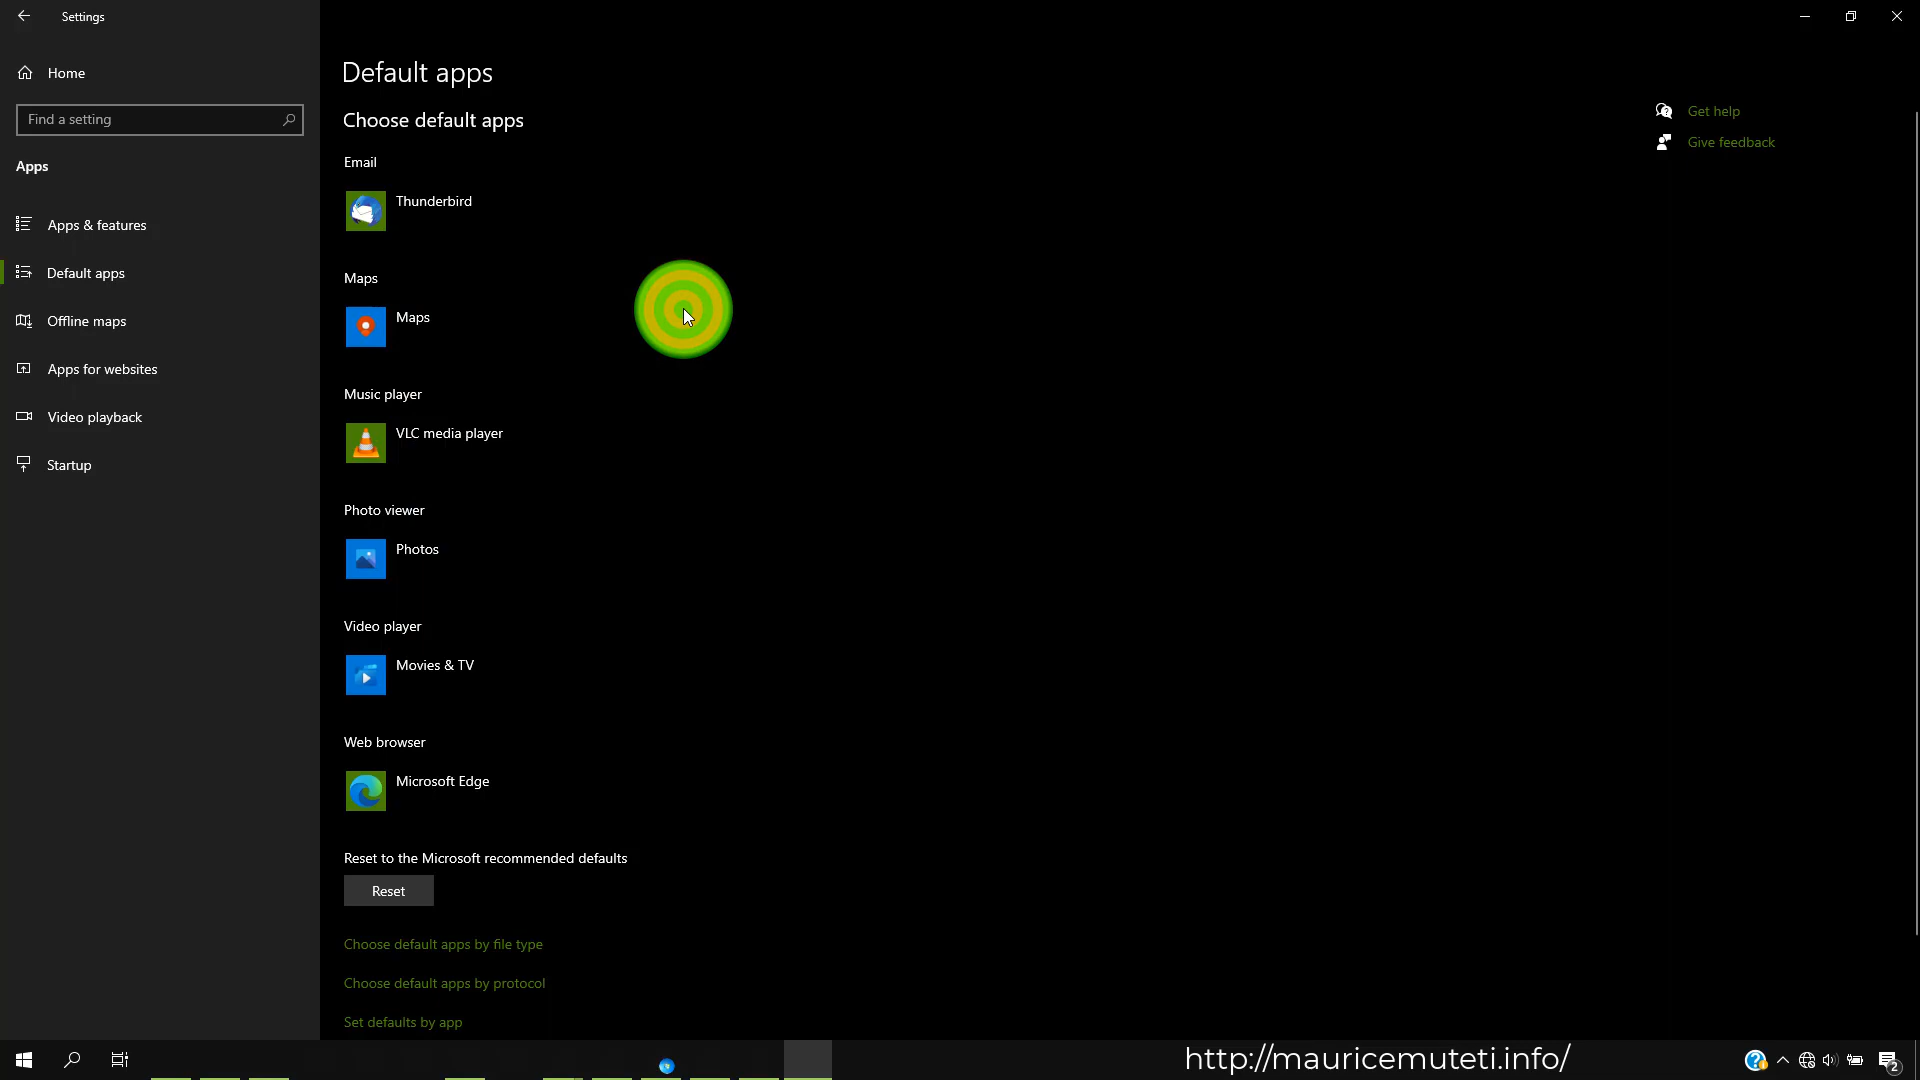 Settings
Home
Find a setting
Apps
Apps & features
Default apps
Offline maps
Apps for websites
Video playback
Startup
Default apps
Choose default apps
Email
Thunderbird
Maps
Maps
Music player
VLC media player
Photo viewer
Photos
Video player
Movies & TV
Web browser
Microsoft Edge
Reset to the Microsoft recommended defaults
Reset
Choose default apps by file type
Choose default apps by protocol
Set defaults by app
Get help
Give feedback
http://mauricemuteti.info/
2